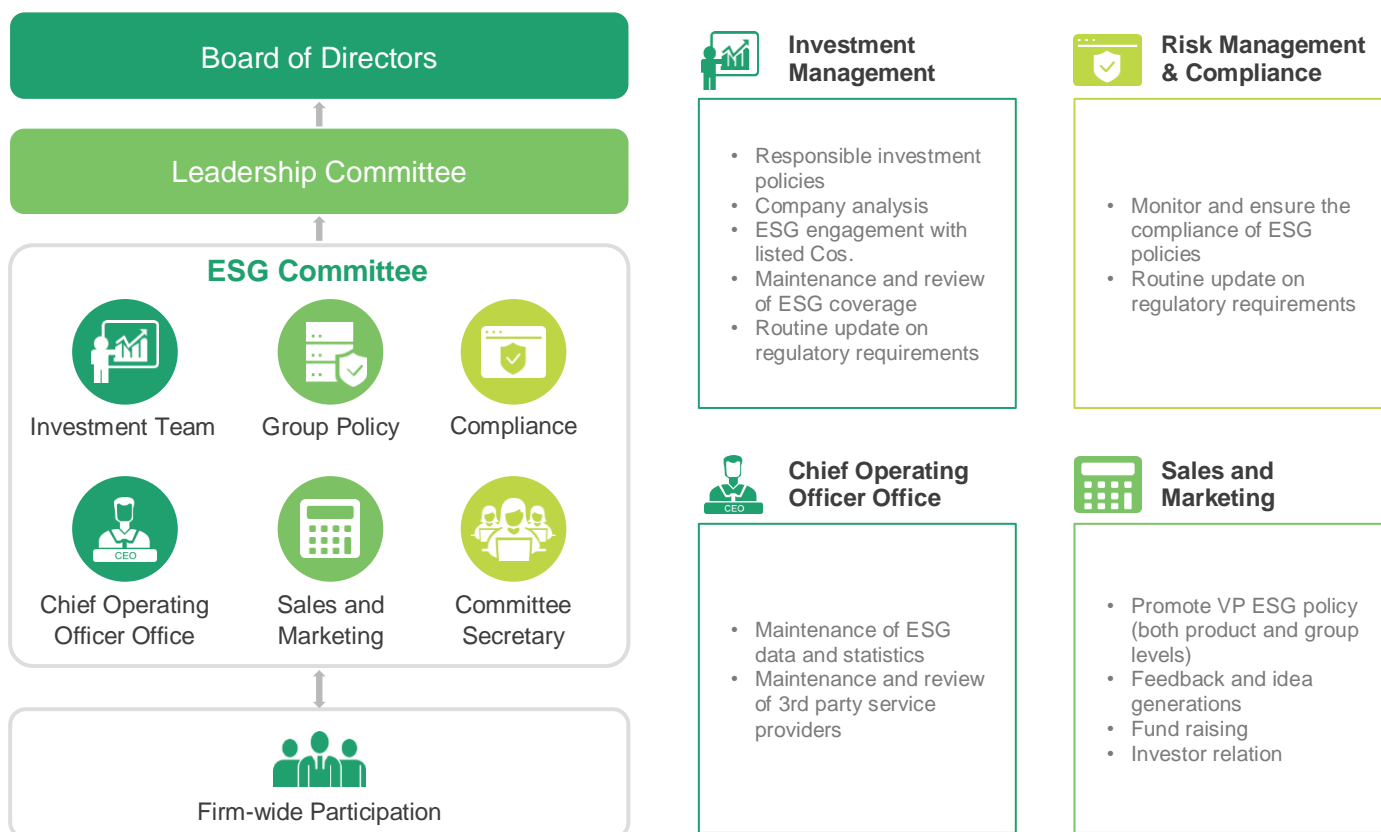 Board of Directors
Leadership Committee
ESG Committee
Investment Team
Group Policy
Compliance
CEO
Chief Operating
Officer Office
Sales and
Marketing
Committee
Secretary
Firm-wide Participation
Investment
Management
• Responsible investment
policies
• Company analysis
• ESG engagement with
listed Cos.
• Maintenance and review
of ESG coverage
• Routine update on
regulatory requirements
Risk Management
& Compliance
• Monitor and ensure the
compliance of ESG
policies
• Routine update on
regulatory requirements
CEO
Chief Operating
Officer Office
• Maintenance of ESG
data and statistics
• Maintenance and review
of 3rd party service
providers
Sales and
Marketing
• Promote VP ESG policy
(both product and group
levels)
• Feedback and idea
generations
• Fund raising
• Investor relation